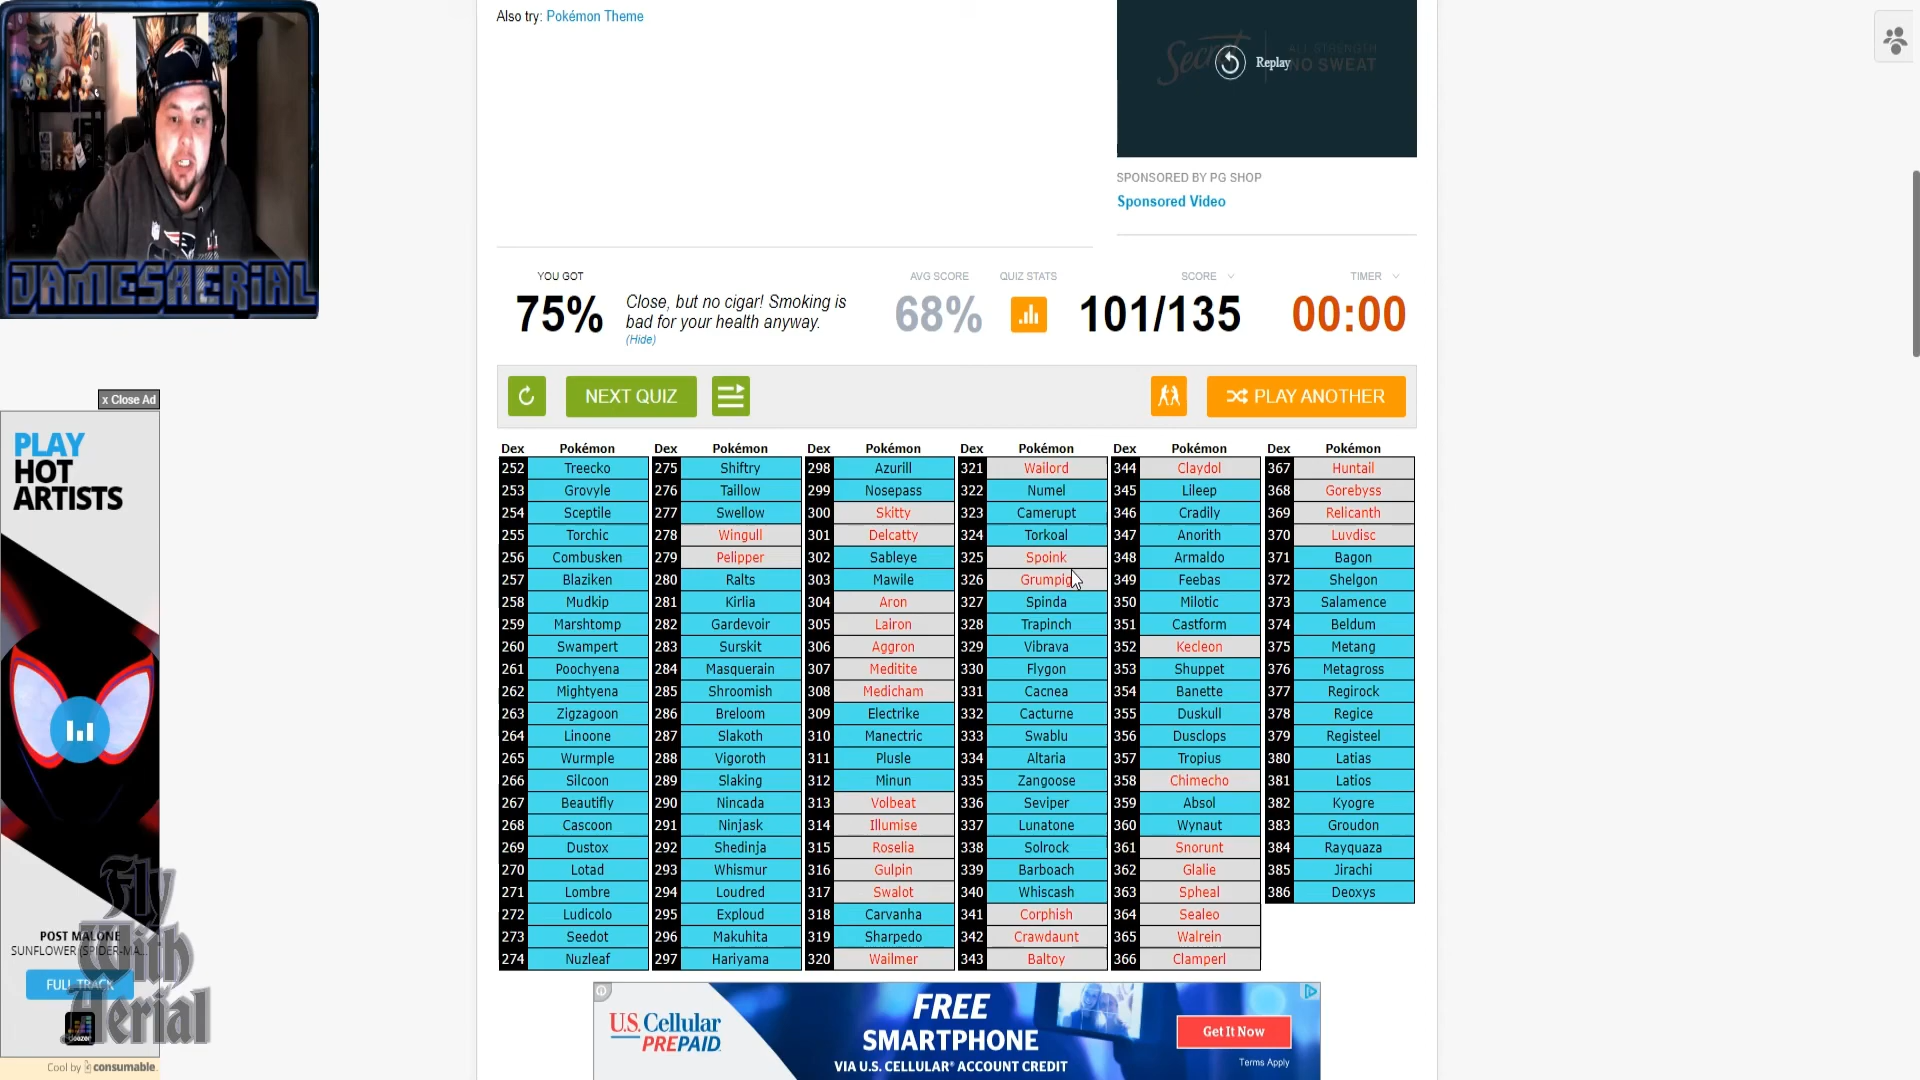 Also try: Pokémon Theme
Secret ALL STRENGTH
Replay NO SWEAT
SPONSORED BY PG SHOP
Sponsored Video
JAMESAERIAL
YOU GOT
75%
Close, but no cigar! Smoking is
bad for your health anyway.
(Hide)
AVG SCORE
68%
QUIZ STATS
SCORE
101/135
TIMER
00:00
NEXT QUIZ
PLAY ANOTHER
x Close Ad
PLAY
HOT
ARTISTS
POST MALONE
SUNFLOWER (SPIDER-MA...
FULL TRACK
Fly
With
Aerial
Cool by consumable.
Dex Pokémon Dex Pokémon Dex Pokémon Dex Pokémon Dex Pokémon Dex Pokémon
252 Treecko 275 Shiftry 298 Azurill 321 Wailord 344 Claydol 367 Huntail
253 Grovyle 276 Taillow 299 Nosepass 322 Numel 345 Lileep 368 Gorebyss
254 Sceptile 277 Swellow 300 Skitty 323 Camerupt 346 Cradily 369 Relicanth
255 Torchic 278 Wingull 301 Delcatty 324 Torkoal 347 Anorith 370 Luvdisc
256 Combusken 279 Pelipper 302 Sableye 325 Spoink 348 Armaldo 371 Bagon
257 Blaziken 280 Ralts 303 Mawile 326 Grumpig 349 Feebas 372 Shelgon
258 Mudkip 281 Kirlia 304 Aron 327 Spinda 350 Milotic 373 Salamence
259 Marshtomp 282 Gardevoir 305 Lairon 328 Trapinch 351 Castform 374 Beldum
260 Swampert 283 Surskit 306 Aggron 329 Vibrava 352 Kecleon 375 Metang
261 Poochyena 284 Masquerain 307 Meditite 330 Flygon 353 Shuppet 376 Metagross
262 Mightyena 285 Shroomish 308 Medicham 331 Cacnea 354 Banette 377 Regirock
263 Zigzagoon 286 Breloom 309 Electrike 332 Cacturne 355 Duskull 378 Regice
264 Linoone 287 Slakoth 310 Manectric 333 Swablu 356 Dusclops 379 Registeel
265 Wurmple 288 Vigoroth 311 Plusle 334 Altaria 357 Tropius 380 Latias
266 Silcoon 289 Slaking 312 Minun 335 Zangoose 358 Chimecho 381 Latios
267 Beautifly 290 Nincada 313 Volbeat 336 Seviper 359 Absol 382 Kyogre
268 Cascoon 291 Ninjask 314 Illumise 337 Lunatone 360 Wynaut 383 Groudon
269 Dustox 292 Shedinja 315 Roselia 338 Solrock 361 Snorunt 384 Rayquaza
270 Lotad 293 Whismur 316 Gulpin 339 Barboach 362 Glalie 385 Jirachi
271 Lombre 294 Loudred 317 Swalot 340 Whiscash 363 Spheal 386 Deoxys
272 Ludicolo 295 Exploud 318 Carvanha 341 Corphish 364 Sealeo
273 Seedot 296 Makuhita 319 Sharpedo 342 Crawdaunt 365 Walrein
274 Nuzleaf 297 Hariyama 320 Wailmer 343 Baltoy 366 Clamperl
U.S. Cellular
PREPAID
FREE
SMARTPHONE
VIA U.S. CELLULAR® ACCOUNT CREDIT
Get It Now
Terms Apply